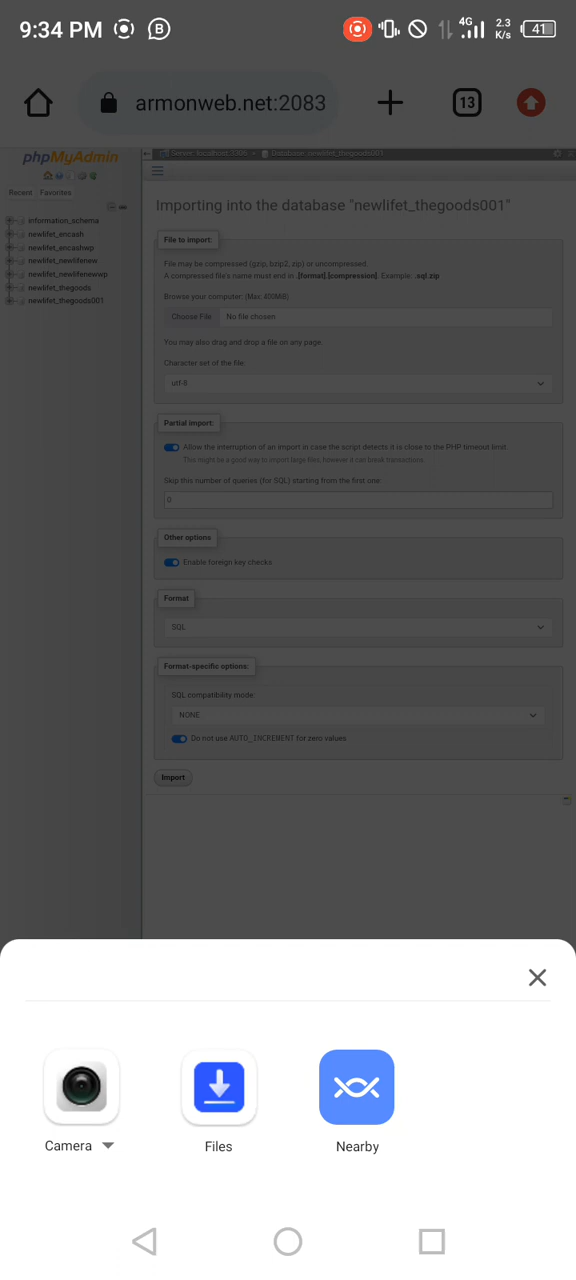 9:34 PM
B
4G
2.3
K/s
41
armonweb.net:2083
13
phpMyAdmin
Recent Favorites
information_schema
newlifet_encash
newlifet_encashwp
newlifet_newlifenew
newlifet_newlifenewwp
newlifet_thegoods
newlifet_thegoods001
Server: localhost:3306 » Database: newlifet_thegoods001
Importing into the database "newlifet_thegoods001"
File to import:
File may be compressed (gzip, bzip2, zip) or uncompressed.
A compressed file's name must end in .[format].[compression]. Example: .sql.zip
Browse your computer: (Max: 400MiB)
Choose File No file chosen
You may also drag and drop a file on any page.
Character set of the file:
utf-8
Partial import:
Allow the interruption of an import in case the script detects it is close to the PHP timeout limit.
This might be a good way to import large files, however it can break transactions.
Skip this number of queries (for SQL) starting from the first one:
0
Other options
Enable foreign key checks
Format
SQL
Format-specific options:
SQL compatibility mode:
NONE
Do not use AUTO_INCREMENT for zero values
Import
Camera
Files
Nearby